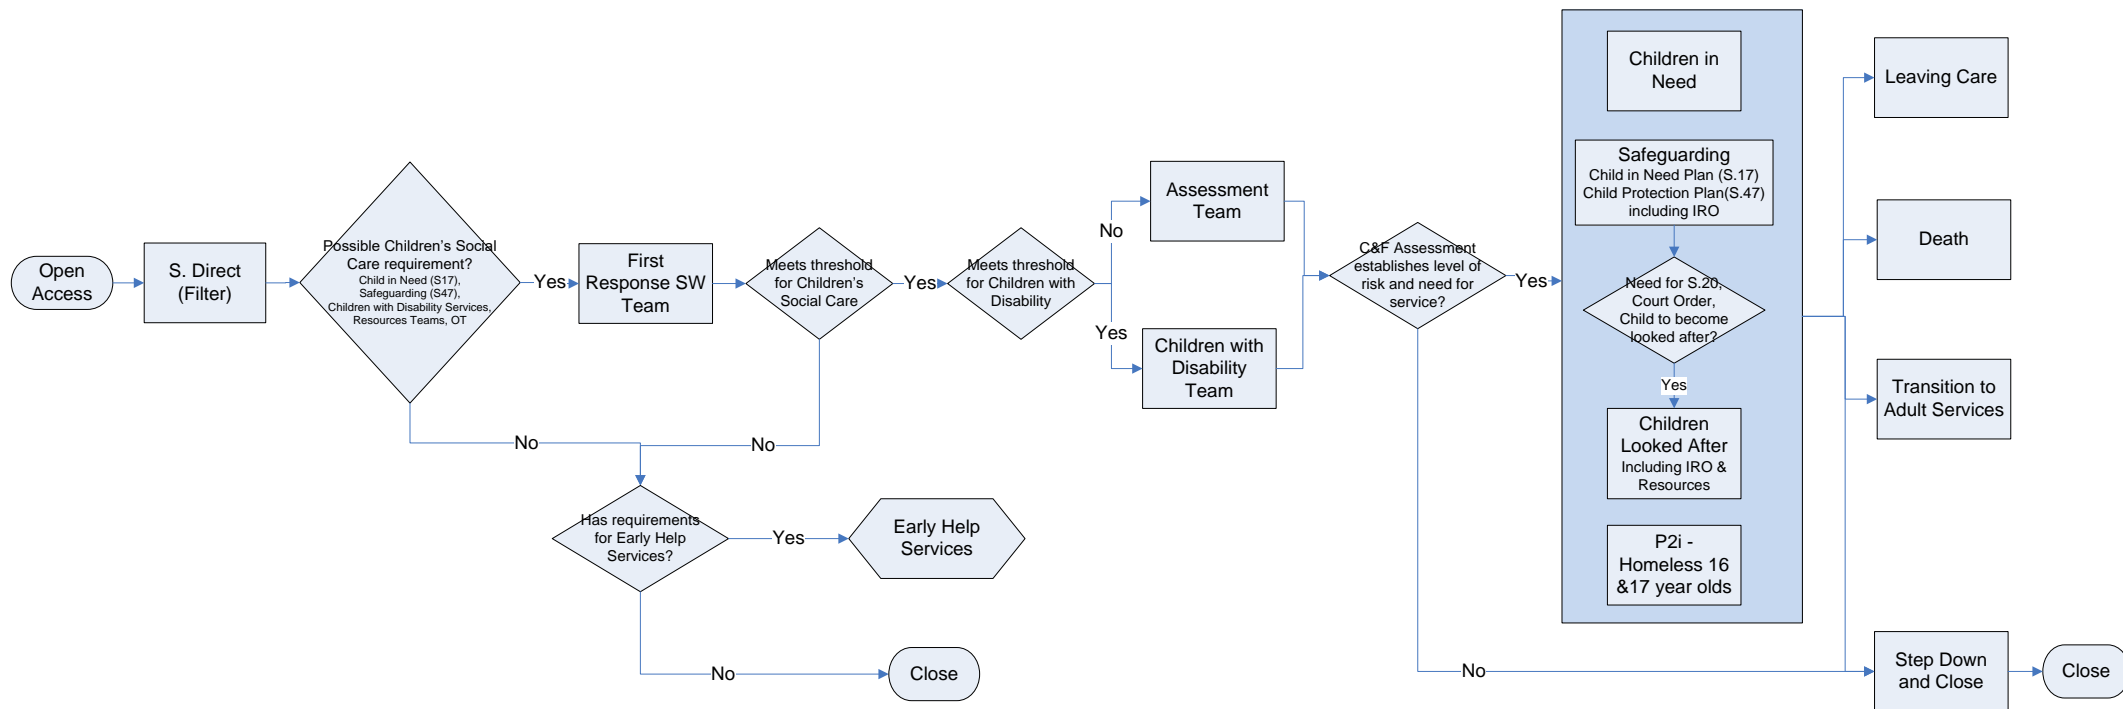 Open
Access
S. Direct
(Filter)
Possible Children's Social
Care requirement?
Child in Need (S17),
Safeguarding (S47),
Children with Disability Services,
Resources Teams, OT
Yes
First
Response SW
Team
Meets threshold
for Children's
Social Care
Yes
Meets threshold
for Children with
Disability
No
Yes
Assessment
Team
Children with
Disability
Team
C&F Assessment
establishes level of
risk and need for
service?
Yes
Children in
Need
Safeguarding
Child in Need Plan (S.17)
Child Protection Plan(S.47)
including IRO
Need for S.20,
Court Order,
Child to become
looked after?
Yes
Children
Looked After
Including IRO &
Resources
P2i -
Homeless 16
&17 year olds
Leaving Care
Death
Transition to
Adult Services
No
No
Has requirements
for Early Help
Services?
Yes
Early Help
Services
No
Close
No
Step Down
and Close
Close